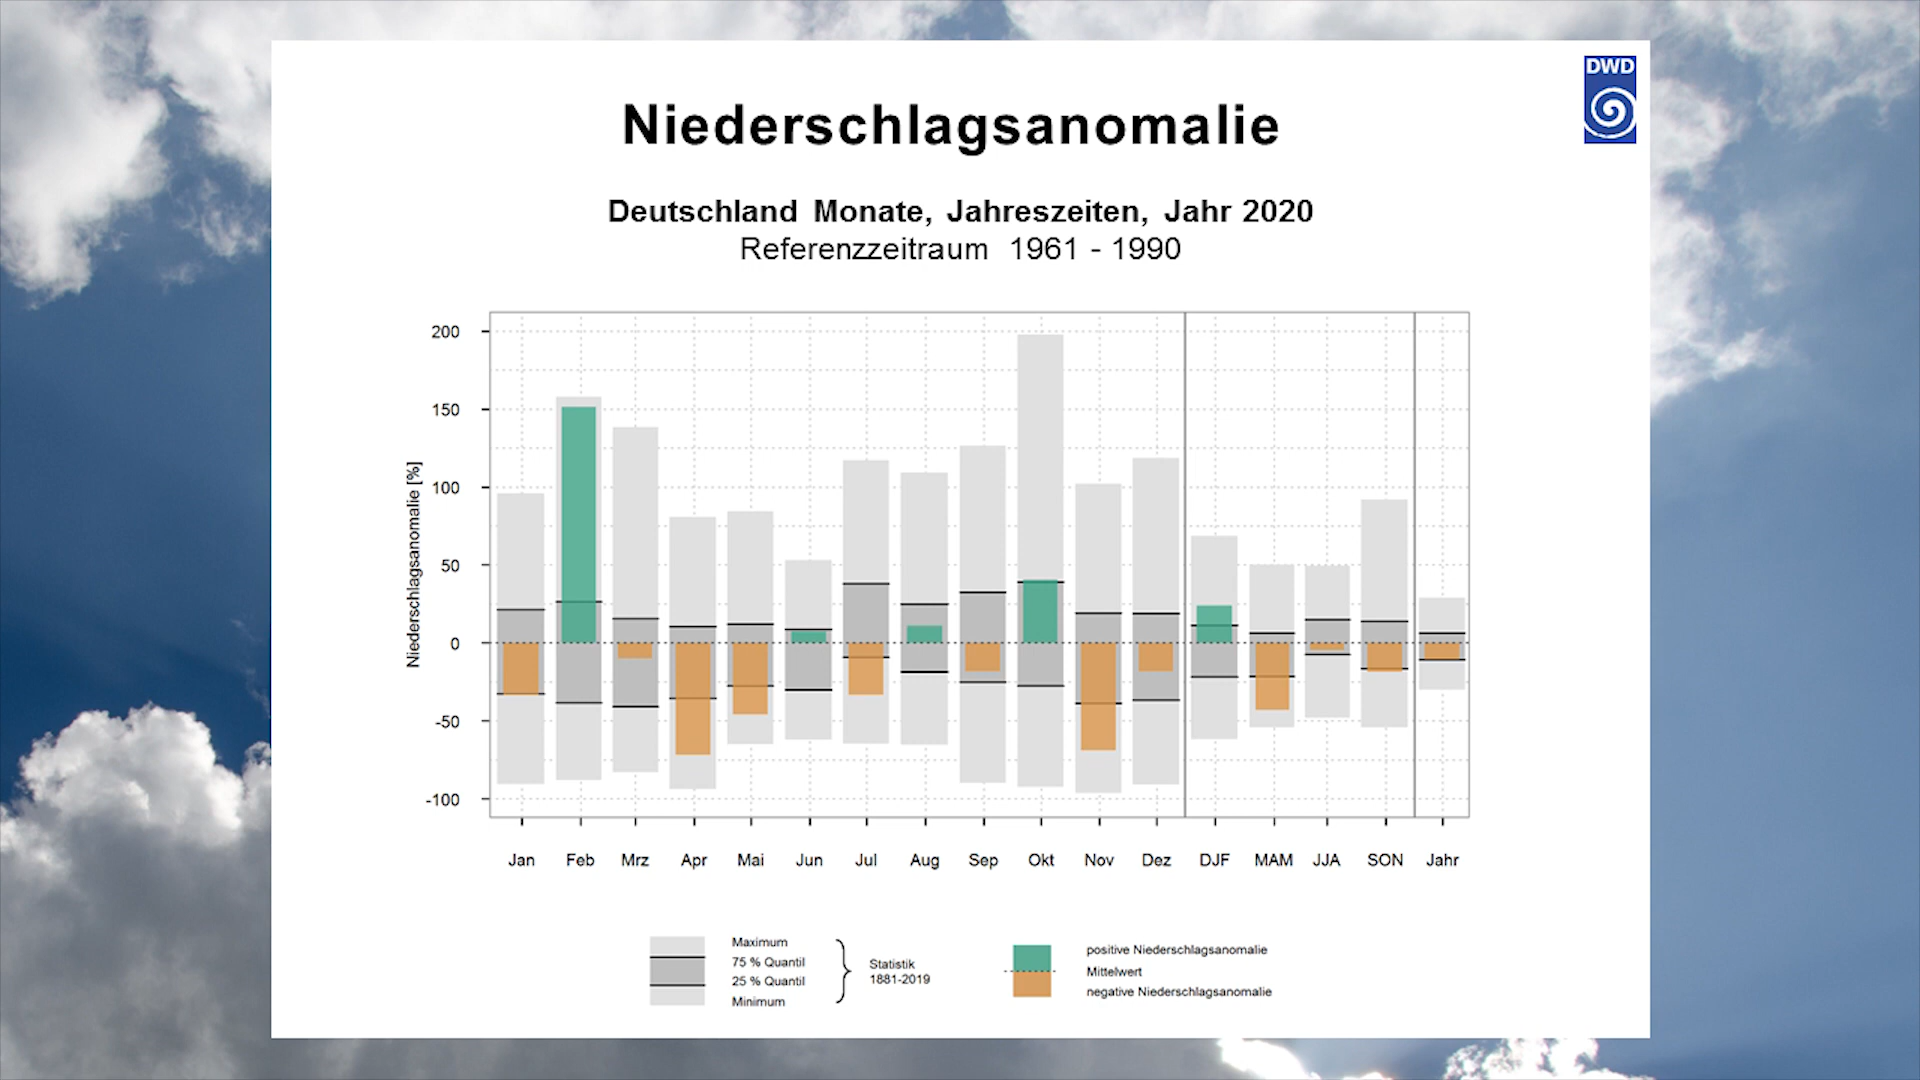 DWD
Niederschlagsanomalie
Deutschland Monate, Jahreszeiten, Jahr 2020
Referenzzeitraum 1961 - 1990
Niederschlagsanomalie [%]
200
150
100
50
0
-50
-100
Jan Feb Mrz Apr Mai Jun Jul Aug Sep Okt Nov Dez DJF MAM JJA SON Jahr
Maximum
75 % Quantil
25 % Quantil
Minimum
Statistik
1881-2019
positive Niederschlagsanomalie
Mittelwert
negative Niederschlagsanomalie